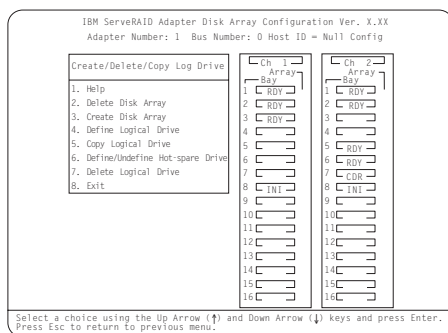 IBM ServeRAID Adapter Disk Array Configuration Ver. X.XX
Adapter Number: 1 Bus Number: 0 Host ID = Null Config
Create/Delete/Copy Log Drive
1. Help
2. Delete Disk Array
3. Create Disk Array
4. Define Logical Drive
5. Copy Logical Drive
6. Define/Undefine Hot-spare Drive
7. Delete Logical Drive
8. Exit
Ch 1
Array
Bay
1 RDY
2 RDY
3 RDY
4
5
6
7
8 INI
9
10
11
12
13
14
15
16
Ch 2
Array
Bay
1 RDY
2 RDY
3
4
5 RDY
6 RDY
7 CDR
8 INI
9
10
11
12
13
14
15
16
Select a choice using the Up Arrow (↑) and Down Arrow (↓) keys and press Enter.
Press Esc to return to previous menu.